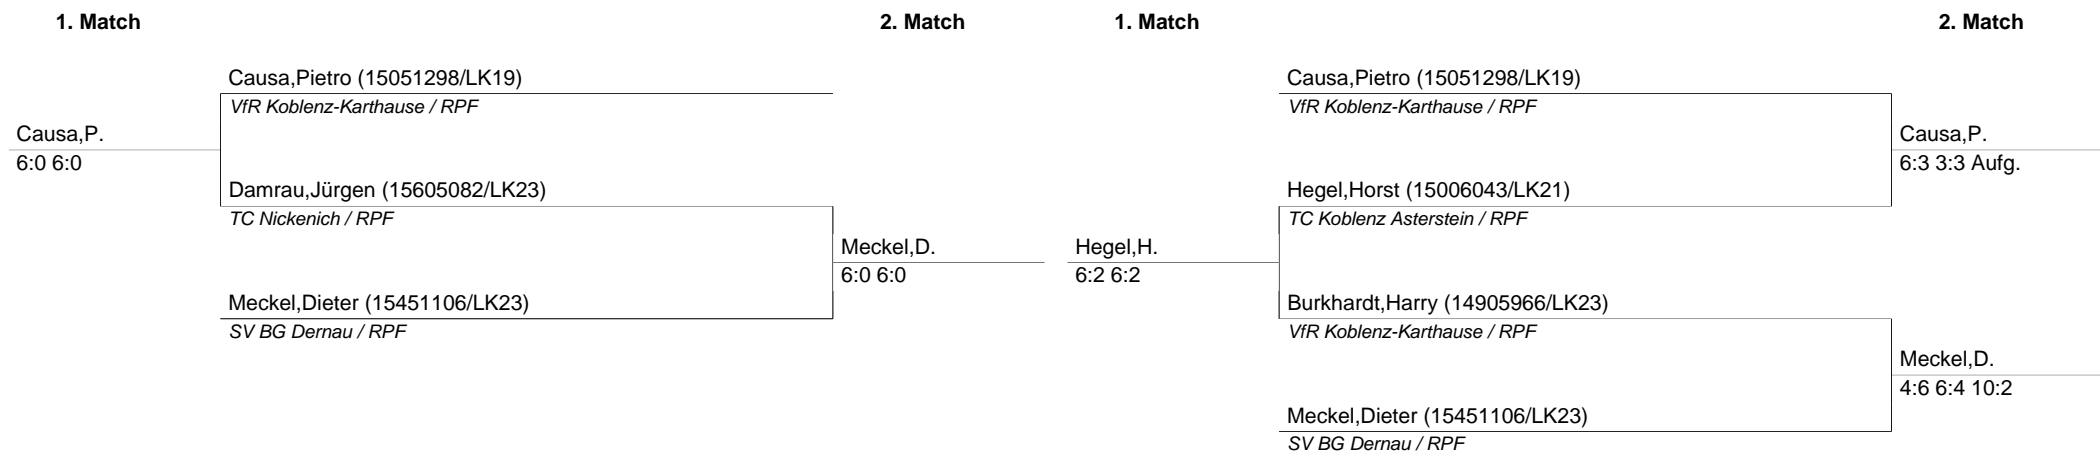 1. Match
2. Match
Causa,Pietro (15051298/LK19)
VfR Koblenz-Karthause / RPF
Causa,P.
6:0 6:0
Damrau,Jürgen (15605082/LK23)
TC Nickenich / RPF
Meckel,D.
6:0 6:0
Meckel,Dieter (15451106/LK23)
SV BG Dernau / RPF
1. Match
2. Match
Causa,Pietro (15051298/LK19)
VfR Koblenz-Karthause / RPF
Causa,P.
6:3 3:3 Aufg.
Hegel,Horst (15006043/LK21)
TC Koblenz Asterstein / RPF
Hegel,H.
6:2 6:2
Burkhardt,Harry (14905966/LK23)
VfR Koblenz-Karthause / RPF
Meckel,D.
4:6 6:4 10:2
Meckel,Dieter (15451106/LK23)
SV BG Dernau / RPF